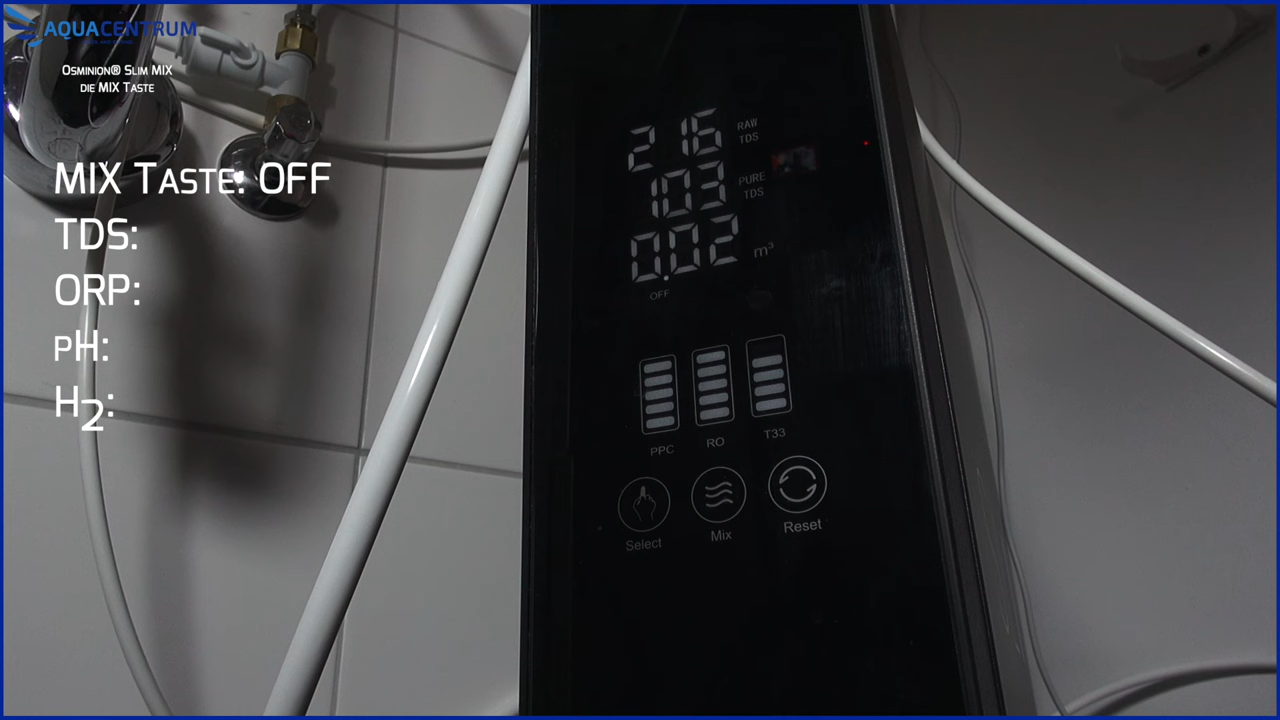 AQUACENTRUM
Osminion® Slim MIX
die MIX Taste
MIX Taste: OFF
TDS:
ORP:
pH:
H2:
216 RAW TDS
103 PURE TDS
0.02 m³
OFF
PPC RO T33
Select Mix Reset